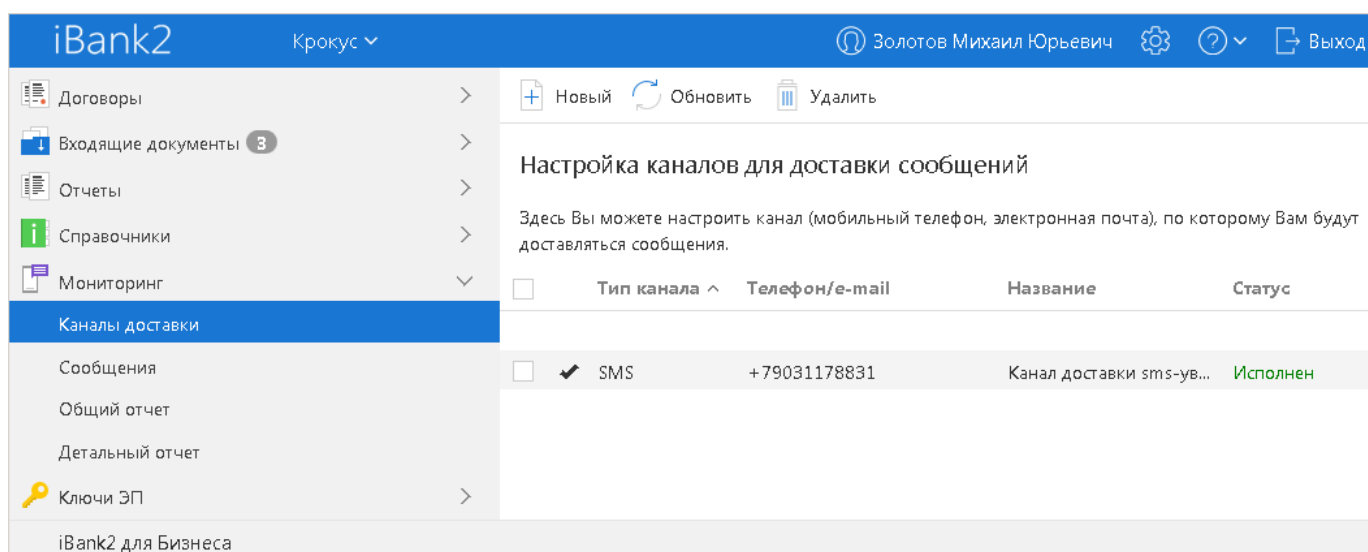 iBank2
Крокус
Золотов Михаил Юрьевич
Выход
Договоры
Входящие документы 3
Отчеты
Справочники
Мониторинг
Каналы доставки
Сообщения
Общий отчет
Детальный отчет
Ключи ЭП
iBank2 для Бизнеса
Новый Обновить Удалить
Настройка каналов для доставки сообщений
Здесь Вы можете настроить канал (мобильный телефон, электронная почта), по которому Вам будут
доставляться сообщения.
Тип канала Телефон/e-mail Название Статус
SMS +79031178831 Канал доставки sms-ув... Исполнен